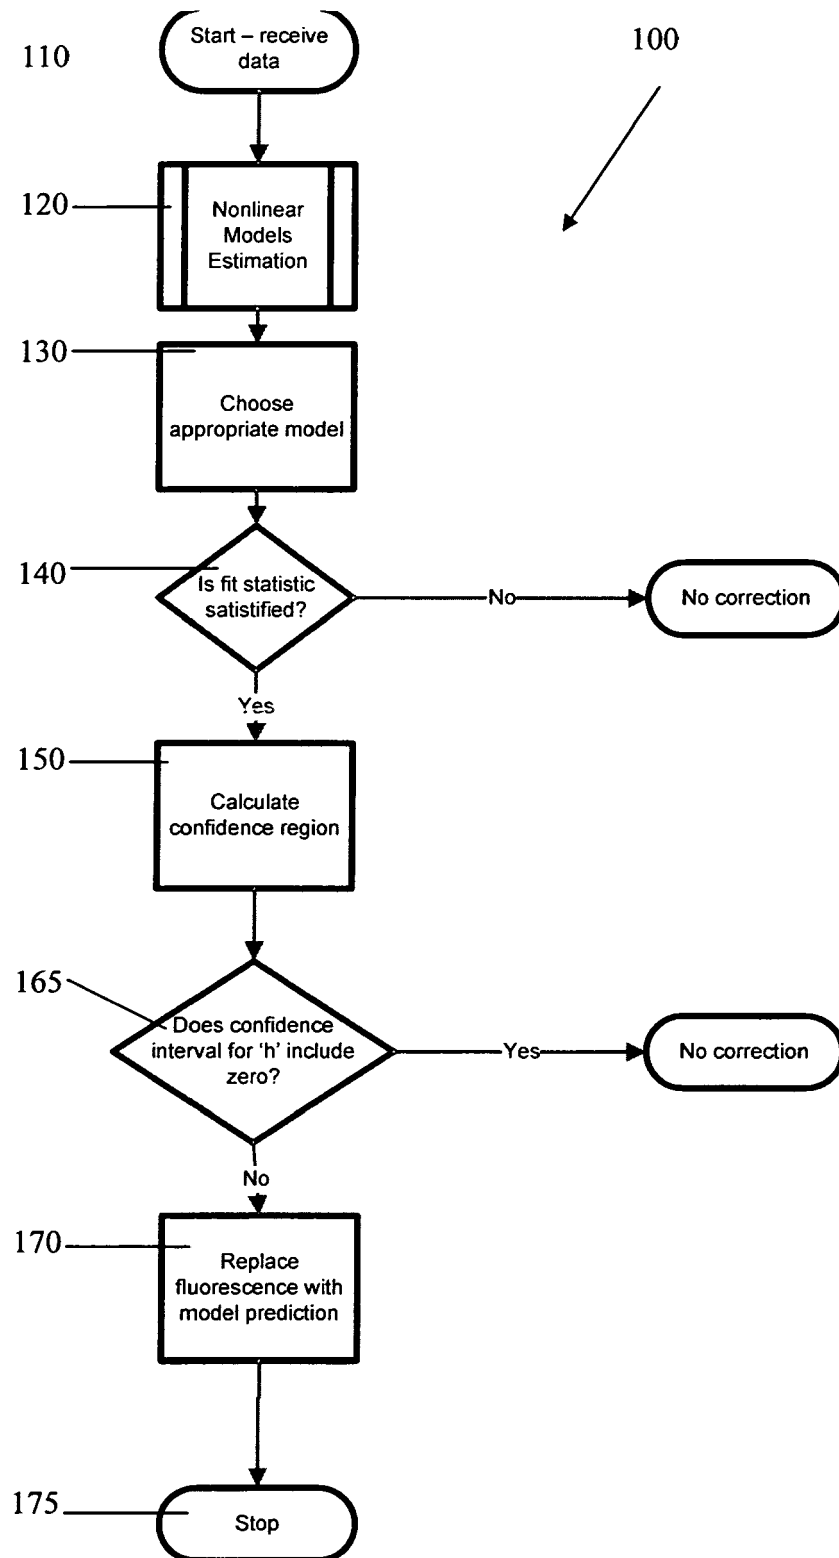 Start – receive
data
110
100
120
Nonlinear
Models
Estimation
130
Choose
appropriate model
140
Is fit statistic
satistified?
No
No correction
Yes
150
Calculate
confidence region
165
Does confidence
interval for 'h' include
zero?
Yes
No correction
No
170
Replace
fluorescence with
model prediction
175
Stop